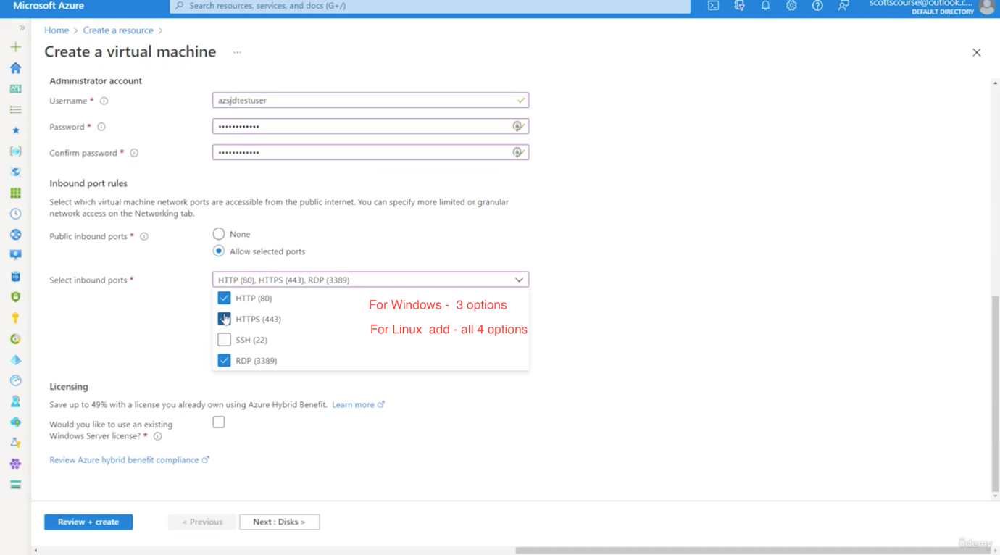 Microsoft Azure
Search resources, services, and docs (G+/)
scottscourse@outlook.c...
DEFAULT DIRECTORY
Home > Create a resource >
Create a virtual machine ...
Administrator account
Username *
azsjdtestuser
Password *
••••••••••••
Confirm password *
••••••••••••
Inbound port rules
Select which virtual machine network ports are accessible from the public internet. You can specify more limited or granular
network access on the Networking tab.
Public inbound ports *
None
Allow selected ports
Select inbound ports *
HTTP (80), HTTPS (443), RDP (3389)
HTTP (80)
For Windows - 3 options
HTTPS (443)
For Linux add - all 4 options
SSH (22)
RDP (3389)
Licensing
Save up to 49% with a license you already own using Azure Hybrid Benefit. Learn more
Would you like to use an existing
Windows Server license? *
Review Azure hybrid benefit compliance
Review + create
< Previous
Next : Disks >
Udemy